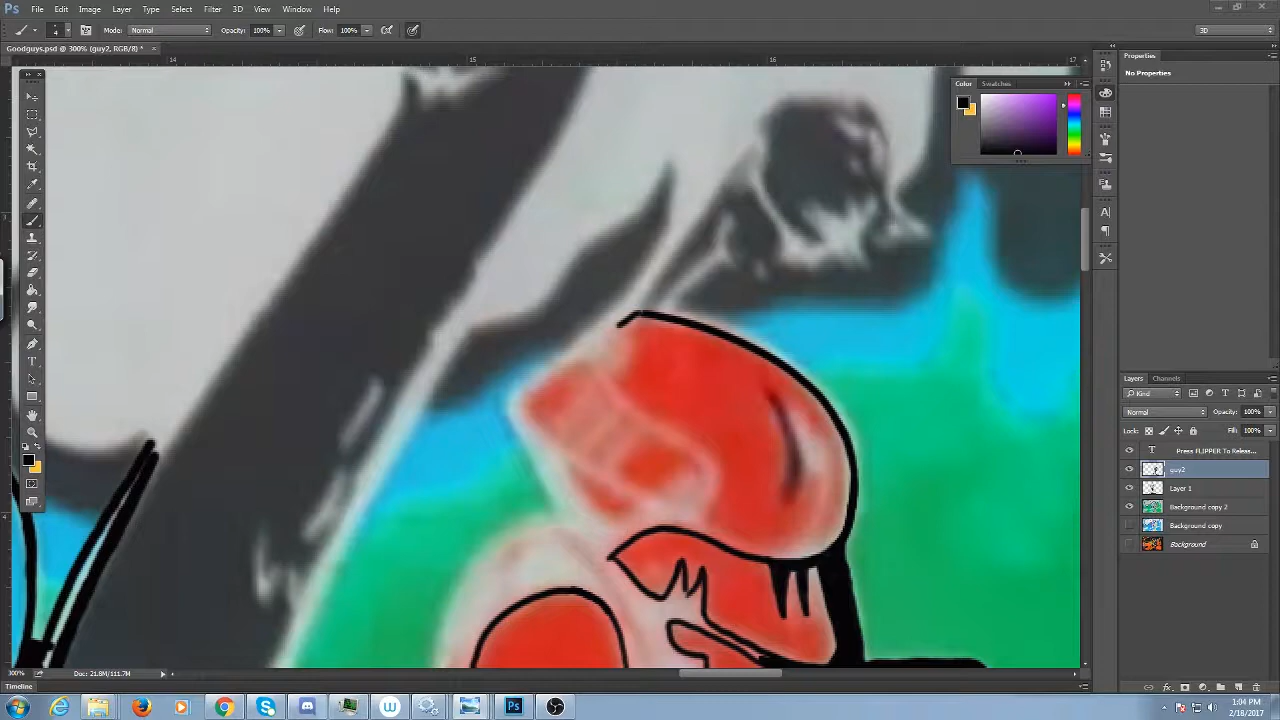 Ps File Edit Image Layer Type Select Filter 3D View Window Help
4 Mode: Normal Opacity: 100% Flow: 100% 3D
Goodguys.psd @ 300% (guy2, RGB/8) * ×
14 15 16 17
Properties
No Properties
Color Swatches
Layers Channels
Kind
Normal Opacity: 100%
Lock: Fill: 100%
T Press FLIPPER To Releas...
guy2
Layer 1
Background copy 2
Background copy
Background
300% Doc: 21.8M/111.7M
Timeline
1:04 PM
2/18/2017